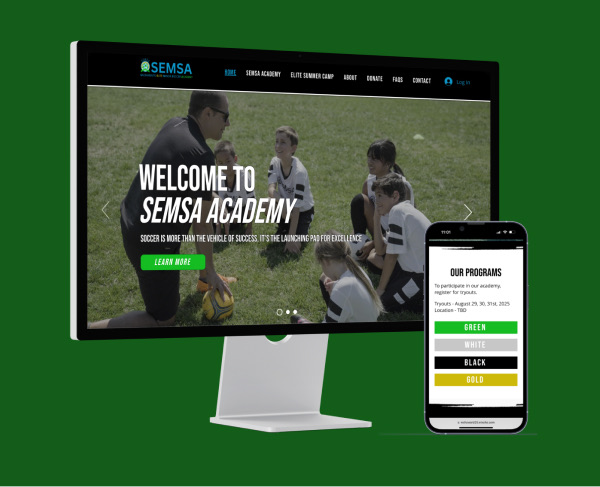 SEMSA
HOME SEMSA ACADEMY ELITE SUMMER CAMP ABOUT DONATE FAQS CONTACT Log In
WELCOME TO
SEMSA ACADEMY
SOCCER IS MORE THAN THE VEHICLE OF SUCCESS, IT'S THE LAUNCHING PAD FOR EXCELLENCE
LEARN MORE
11:01
OUR PROGRAMS
To participate in our academy,
register for tryouts.
Tryouts - August 29, 30, 31st, 2025
Location - TBD
GREEN
WHITE
BLACK
GOLD